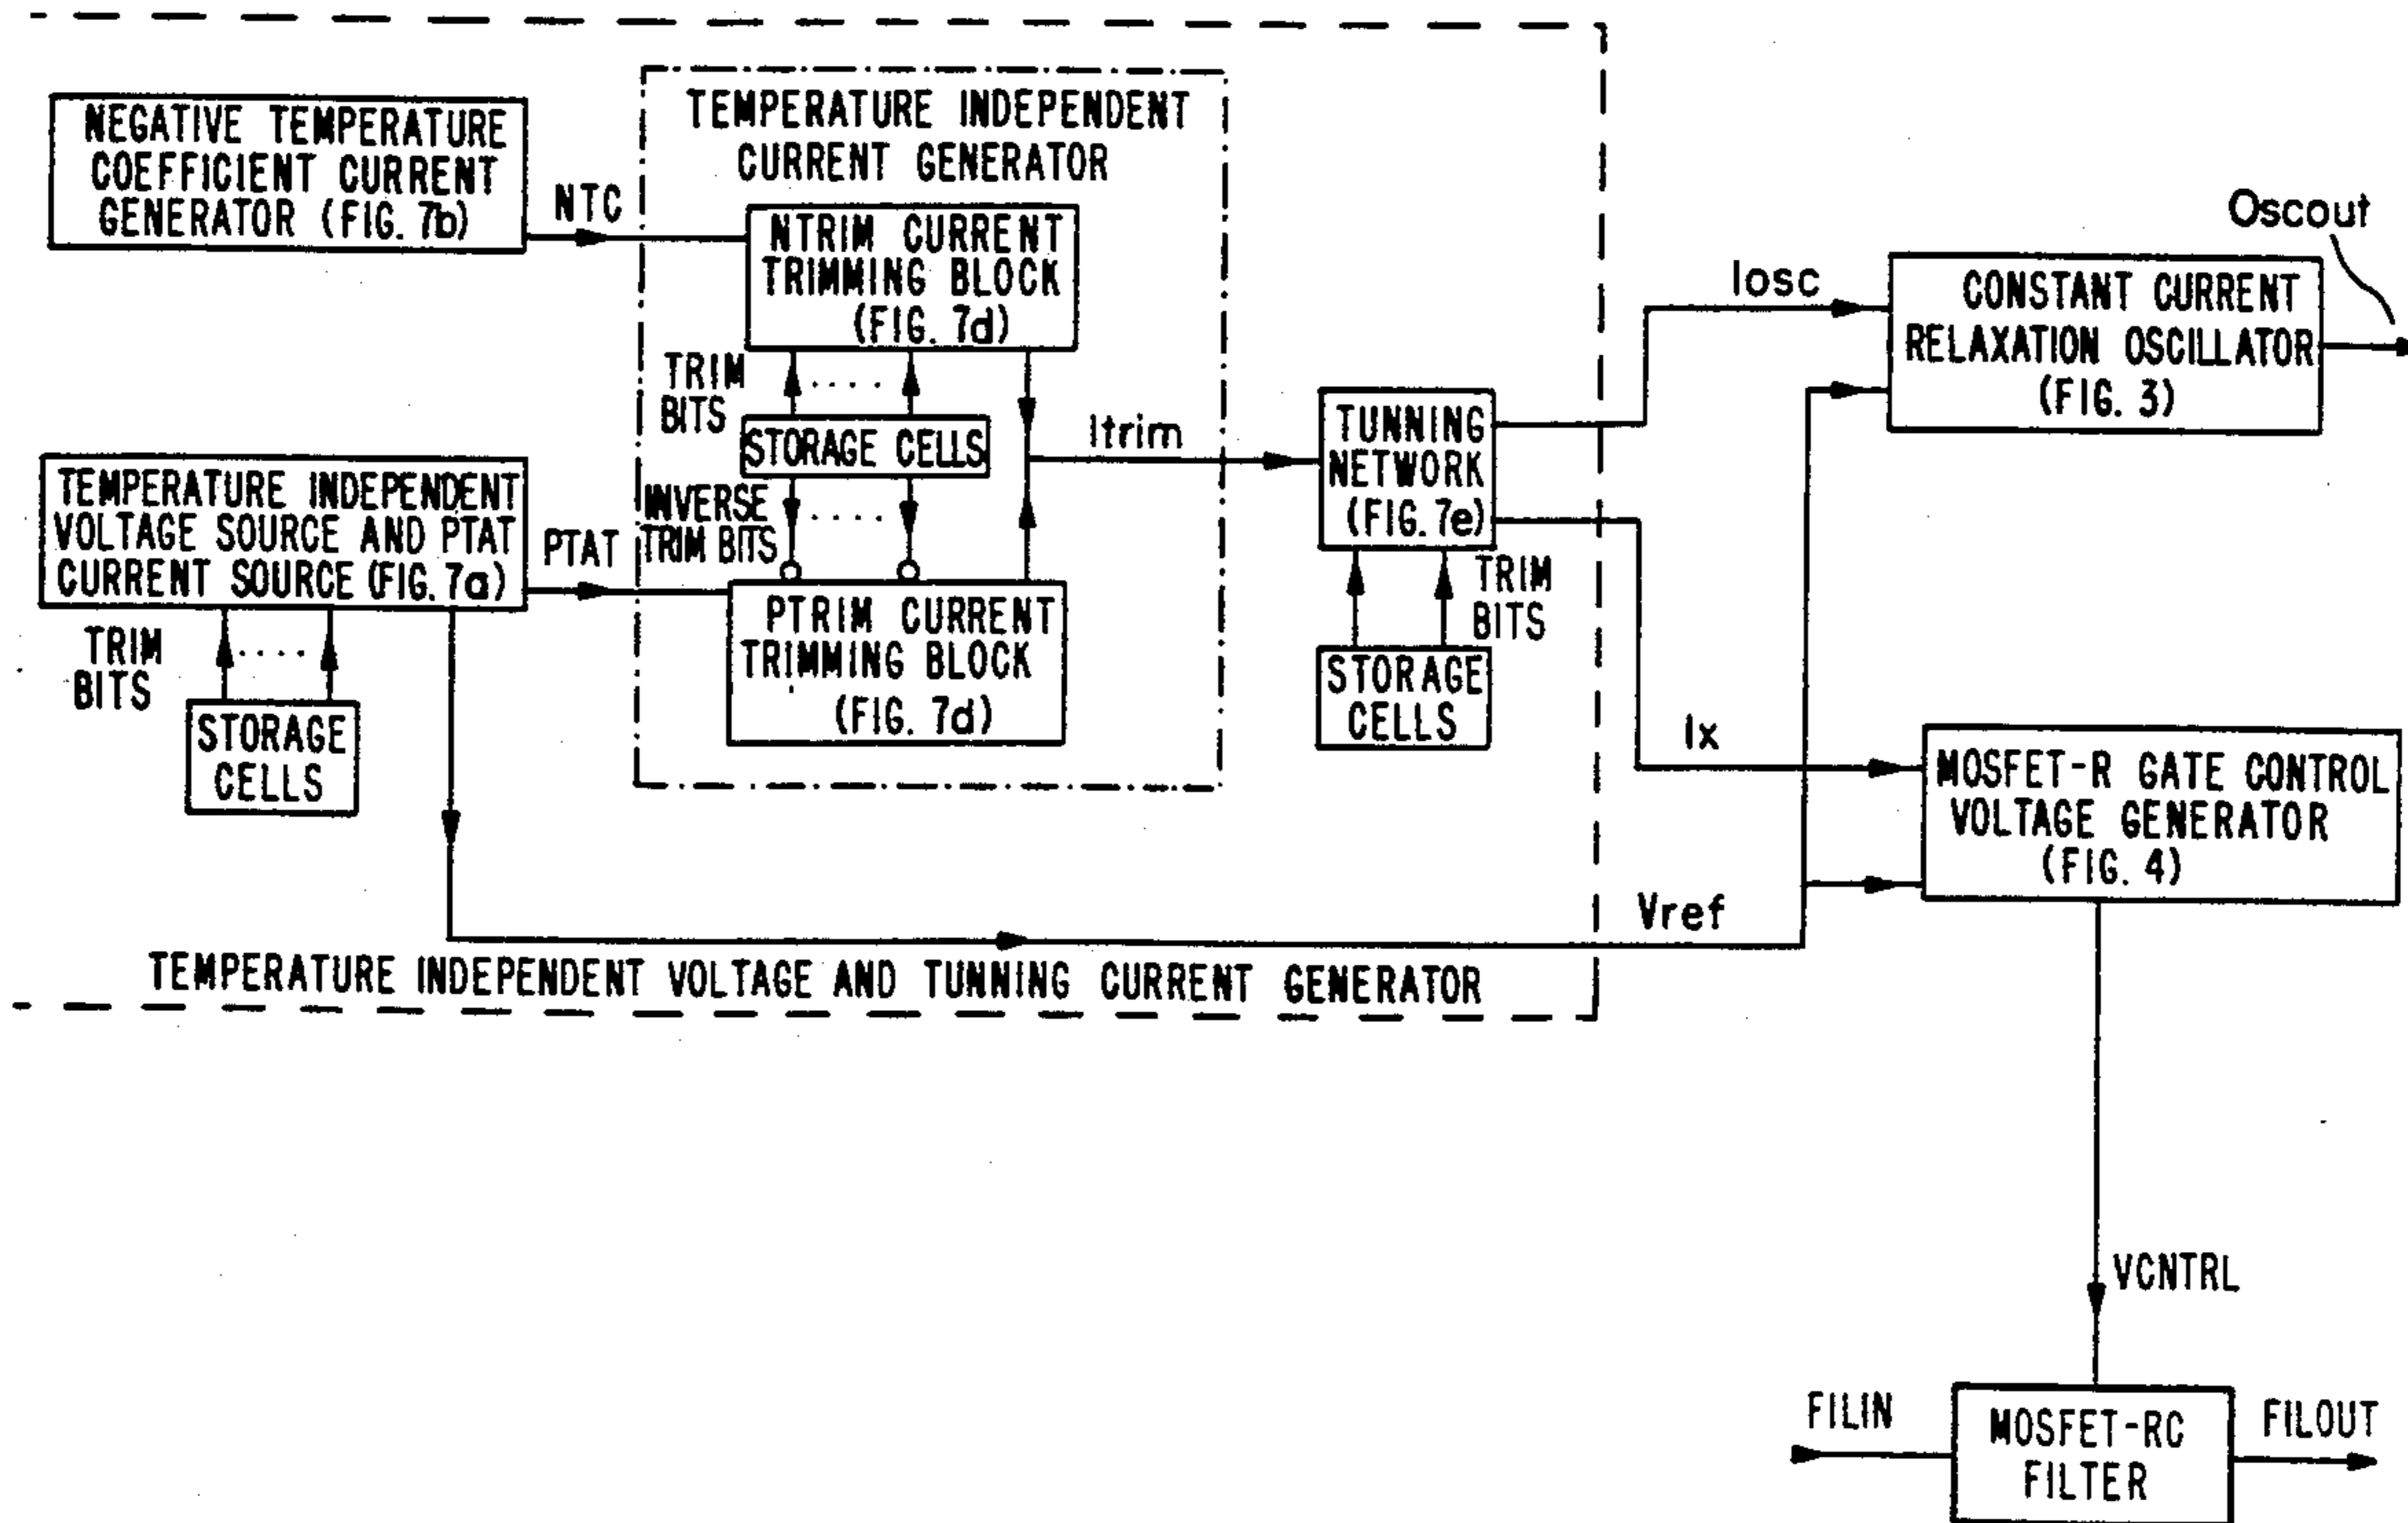 NEGATIVE TEMPERATURE
COEFFICIENT CURRENT
GENERATOR (FIG. 7b)
NTC
TEMPERATURE INDEPENDENT
CURRENT GENERATOR
NTRIM CURRENT
TRIMMING BLOCK
(FIG. 7d)
TRIM
BITS
STORAGE CELLS
INVERSE
TRIM BITS
PTRIM CURRENT
TRIMMING BLOCK
(FIG. 7d)
Itrim
TEMPERATURE INDEPENDENT
VOLTAGE SOURCE AND PTAT
CURRENT SOURCE (FIG. 7a)
PTAT
TRIM
BITS
STORAGE
CELLS
TUNNING
NETWORK
(FIG. 7e)
TRIM
BITS
STORAGE
CELLS
Iosc
Ix
Vref
TEMPERATURE INDEPENDENT VOLTAGE AND TUNNING CURRENT GENERATOR
Oscout
CONSTANT CURRENT
RELAXATION OSCILLATOR
(FIG. 3)
MOSFET-R GATE CONTROL
VOLTAGE GENERATOR
(FIG. 4)
VCNTRL
FILIN
MOSFET-RC
FILTER
FILOUT